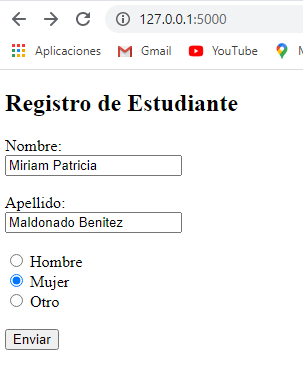 127.0.0.1:5000
Aplicaciones Gmail YouTube
Registro de Estudiante
Nombre:
Miriam Patricia
Apellido:
Maldonado Benitez
Hombre
Mujer
Otro
Enviar